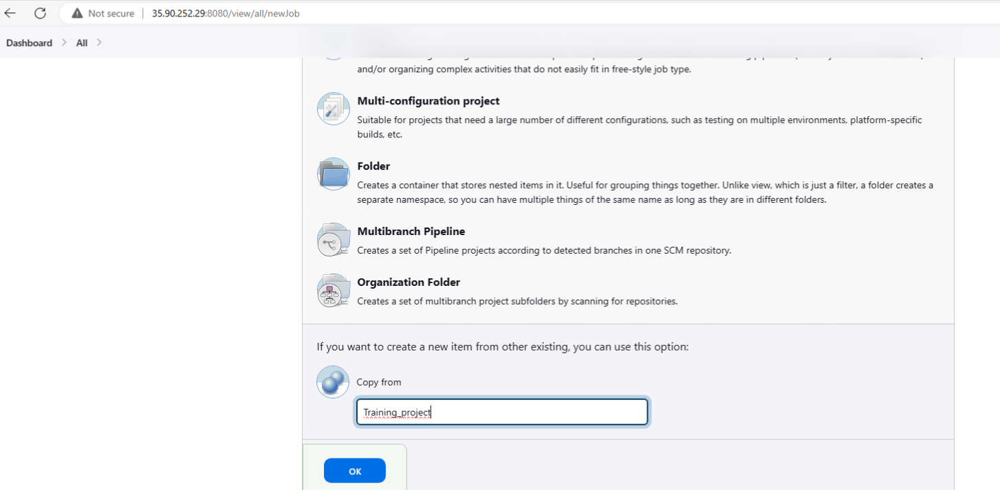 Not secure 35.90.252.29:8080/view/all/newJob
Dashboard All
and/or organizing complex activities that do not easily fit in free-style job type.
Multi-configuration project
Suitable for projects that need a large number of different configurations, such as testing on multiple environments, platform-specific
builds, etc.
Folder
Creates a container that stores nested items in it. Useful for grouping things together. Unlike view, which is just a filter, a folder creates a
separate namespace, so you can have multiple things of the same name as long as they are in different folders.
Multibranch Pipeline
Creates a set of Pipeline projects according to detected branches in one SCM repository.
Organization Folder
Creates a set of multibranch project subfolders by scanning for repositories.
If you want to create a new item from other existing, you can use this option:
Copy from
Training_project
OK